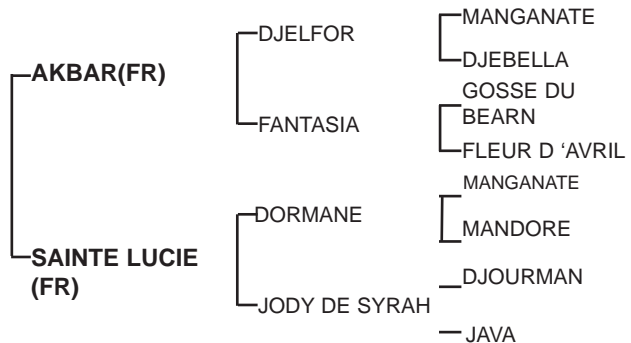 MANGANATE
DJELFOR
DJEBELLA
AKBAR(FR)
GOSSE DU
BEARN
FANTASIA
FLEUR D ‘AVRIL
MANGANATE
DORMANE
MANDORE
SAINTE LUCIE
(FR)
DJOURMAN
JODY DE SYRAH
JAVA